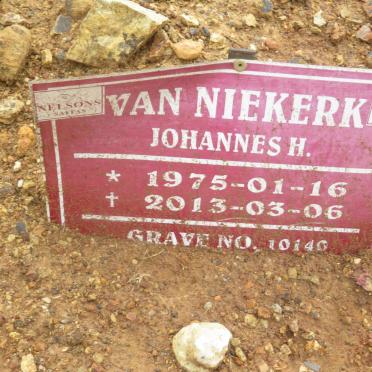 NELSONS
VAN NIEKERK
JOHANNES H.
* 1975-01-16
† 2013-03-06
GRAVE NO. 10140